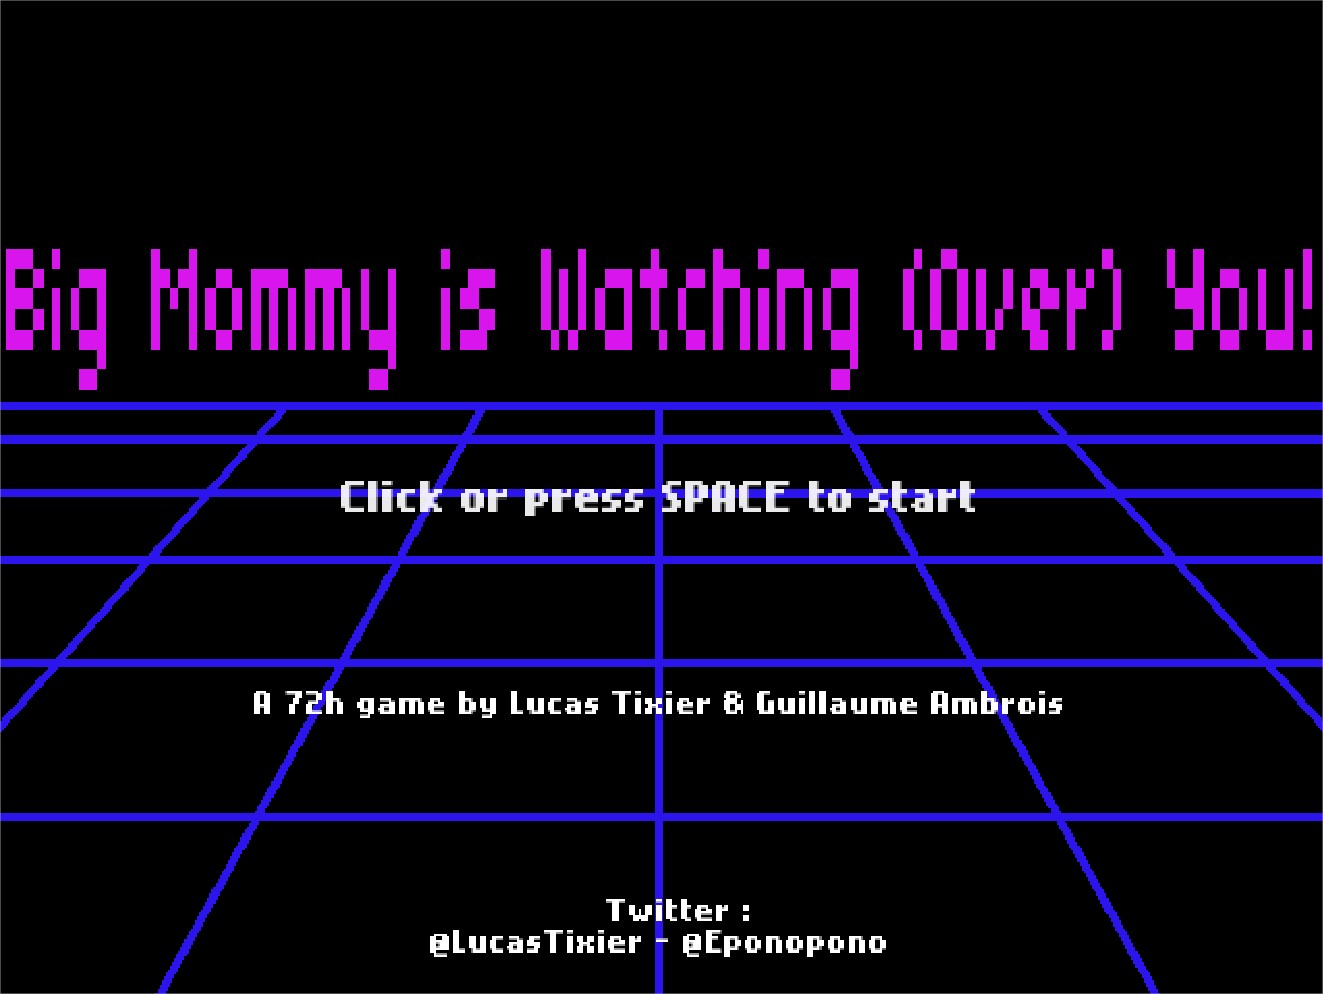 Big Mommy is Watching (Over) You!
Click or press SPACE to start
A 72h game by Lucas Tixier & Guillaume Ambrois
Twitter :
@LucasTixier - @Eponopono